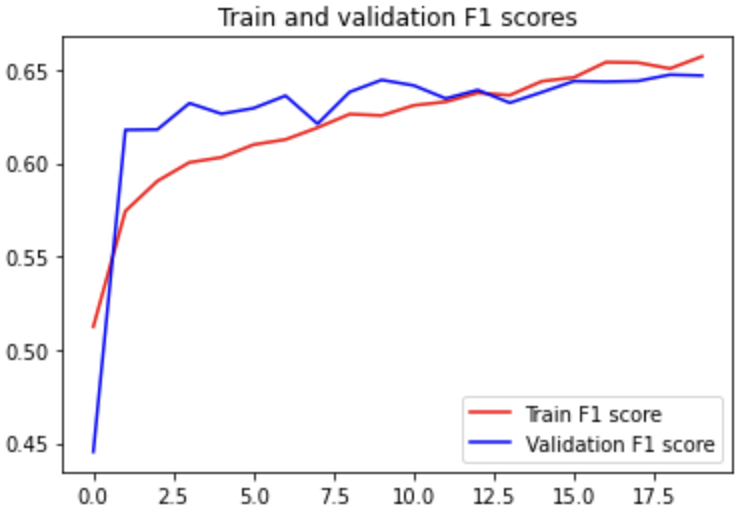 Train and validation F1 scores
0.65
0.60
0.55
0.50
0.45
Train F1 score
Validation F1 score
0.0 2.5 5.0 7.5 10.0 12.5 15.0 17.5